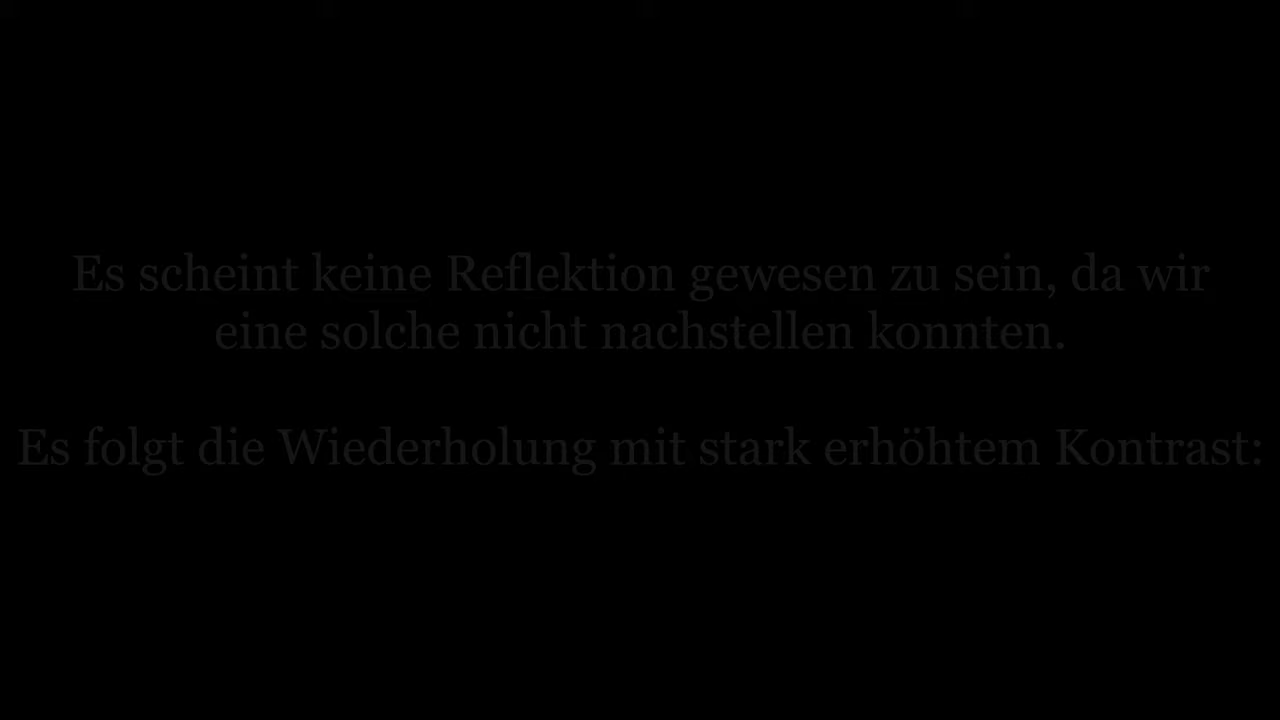 Es scheint keine Reflektion gewesen zu sein, da wir
eine solche nicht nachstellen konnten.
Es folgt die Wiederholung mit stark erhöhtem Kontrast: